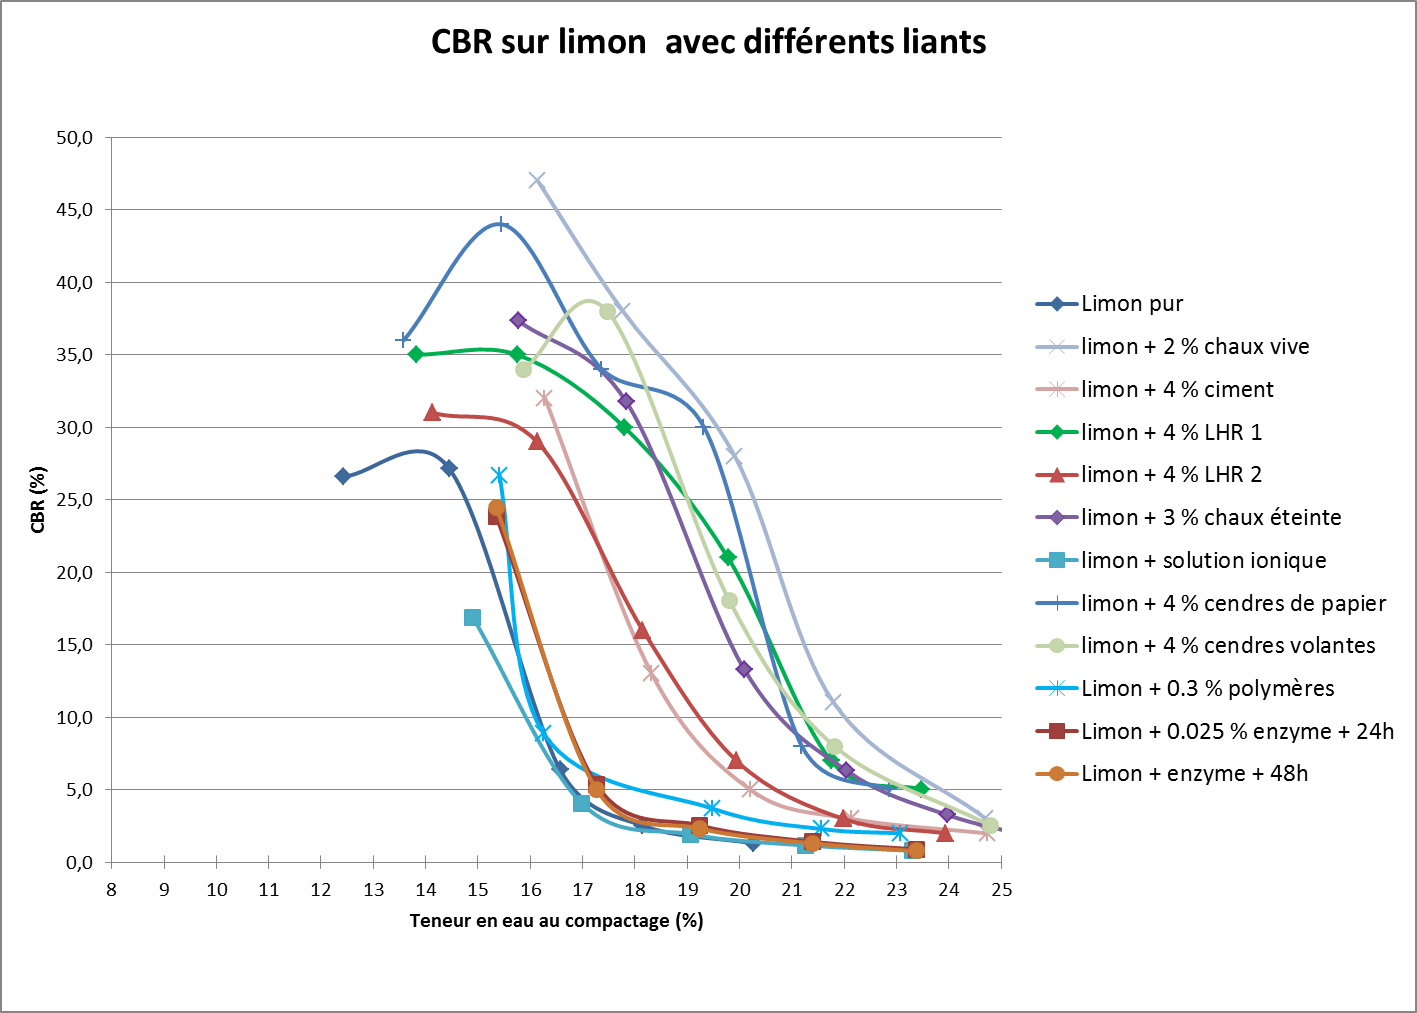 CBR sur limon  avec différents liants
50,0
45,0
40,0
35,0
30,0
25,0
20,0
15,0
10,0
5,0
0,0
CBR (%)
8 9 10 11 12 13 14 15 16 17 18 19 20 21 22 23 24 25
Teneur en eau au compactage (%)
Limon pur
limon + 2 % chaux vive
limon + 4 % ciment
limon + 4 % LHR 1
limon + 4 % LHR 2
limon + 3 % chaux éteinte
limon + solution ionique
limon + 4 % cendres de papier
limon + 4 % cendres volantes
Limon + 0.3 % polymères
Limon + 0.025 % enzyme + 24h
Limon + enzyme + 48h